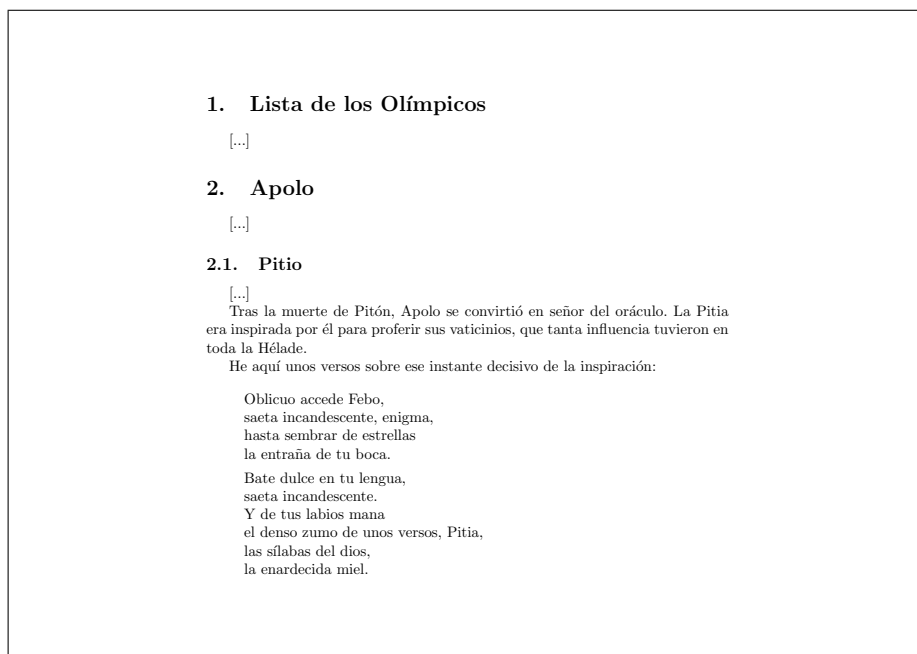 1. Lista de los Olímpicos
[...]
2. Apolo
[...]
2.1. Pitio
[...]
Tras la muerte de Pitón, Apolo se convirtió en señor del oráculo. La Pitia
era inspirada por él para proferir sus vaticinios, que tanta influencia tuvieron en
toda la Hélade.
He aquí unos versos sobre ese instante decisivo de la inspiración:
Oblicuo accede Febo,
saeta incandescente, enigma,
hasta sembrar de estrellas
la entraña de tu boca.
Bate dulce en tu lengua,
saeta incandescente.
Y de tus labios mana
el denso zumo de unos versos, Pitia,
las sílabas del dios,
la enardecida miel.